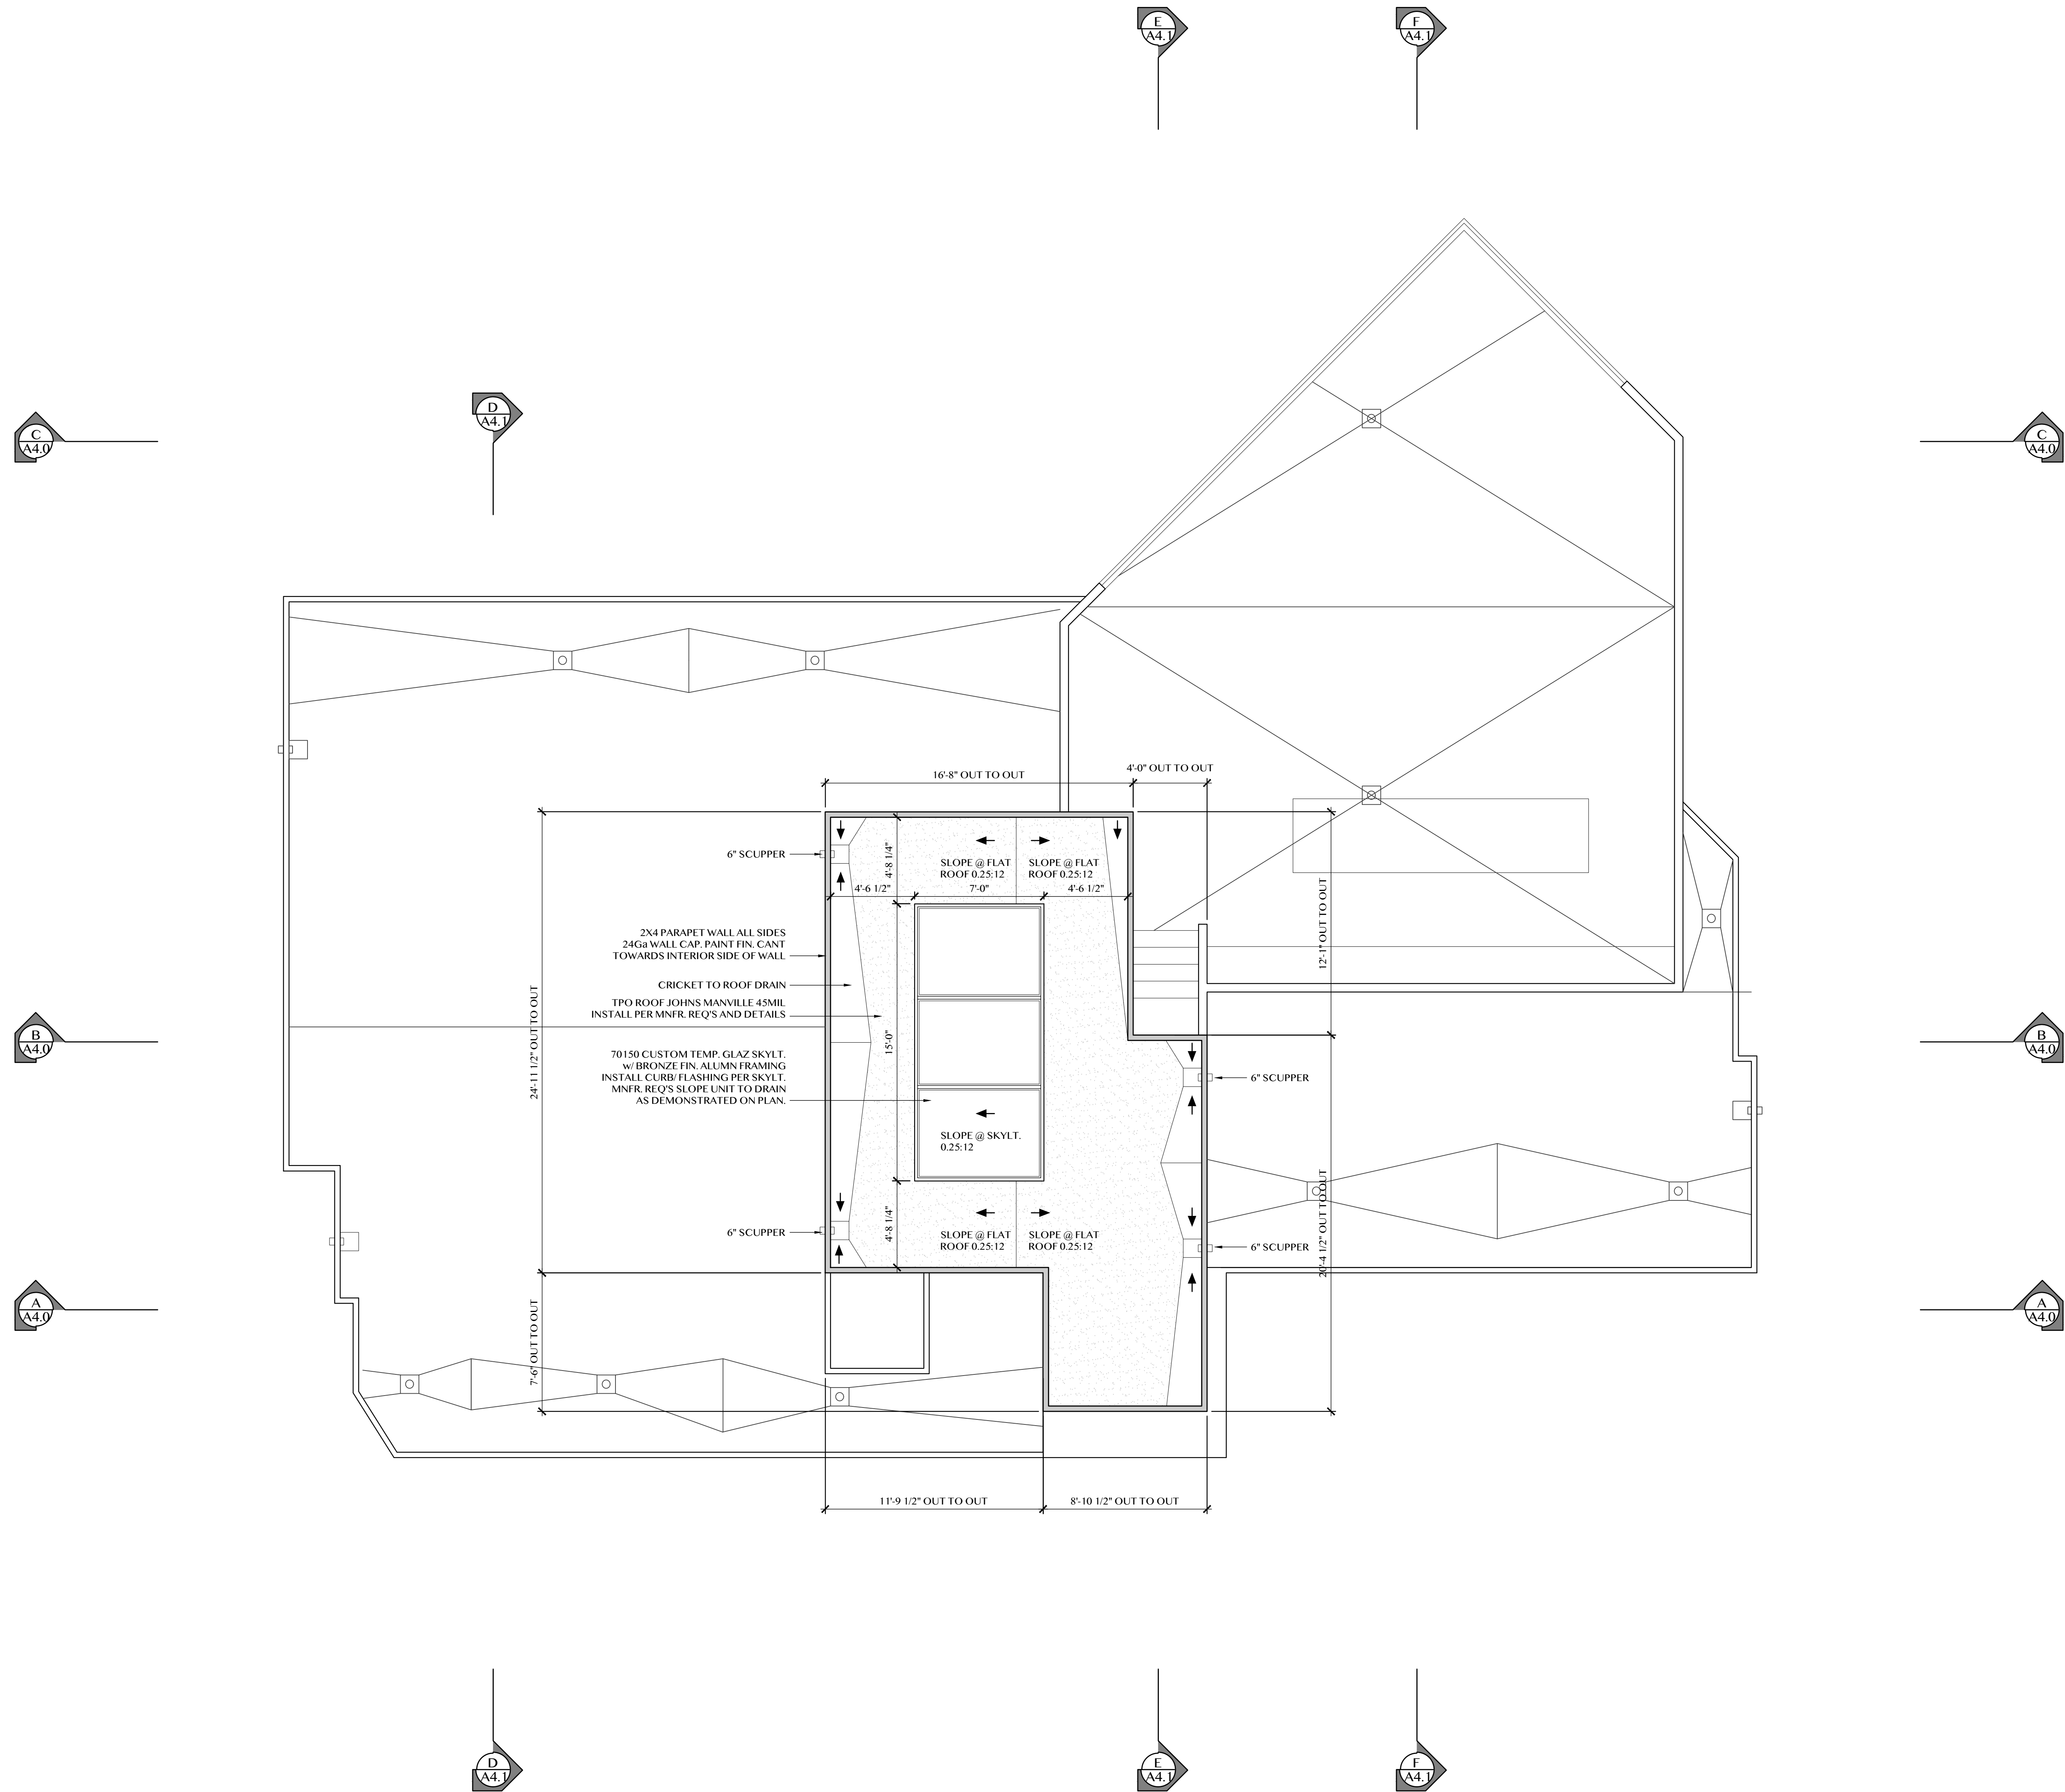 E
A4.1
F
A4.1
D
A4.1
C
A4.0
C
A4.0
16'-8" OUT TO OUT
4'-0" OUT TO OUT
6" SCUPPER
4'-8 1/4"
SLOPE @ FLAT
ROOF 0.25:12
SLOPE @ FLAT
ROOF 0.25:12
4'-6 1/2"
7'-0"
4'-6 1/2"
12'-1" OUT TO OUT
2X4 PARAPET WALL ALL SIDES
24Ga WALL CAP. PAINT FIN. CANT
TOWARDS INTERIOR SIDE OF WALL
CRICKET TO ROOF DRAIN
TPO ROOF JOHNS MANVILLE 45MIL
INSTALL PER MNFR. REQ'S AND DETAILS
24'-11 1/2" OUT TO OUT
15'-0"
B
A4.0
B
A4.0
70150 CUSTOM TEMP. GLAZ SKYLT.
w/ BRONZE FIN. ALUMN FRAMING
INSTALL CURB/ FLASHING PER SKYLT.
MNFR. REQ'S SLOPE UNIT TO DRAIN
AS DEMONSTRATED ON PLAN.
6" SCUPPER
SLOPE @ SKYLT.
0.25:12
20'-4 1/2" OUT TO OUT
6" SCUPPER
4'-8 1/4"
SLOPE @ FLAT
ROOF 0.25:12
SLOPE @ FLAT
ROOF 0.25:12
6" SCUPPER
A
A4.0
A
A4.0
7'-6" OUT TO OUT
11'-9 1/2" OUT TO OUT
8'-10 1/2" OUT TO OUT
D
A4.1
E
A4.1
F
A4.1